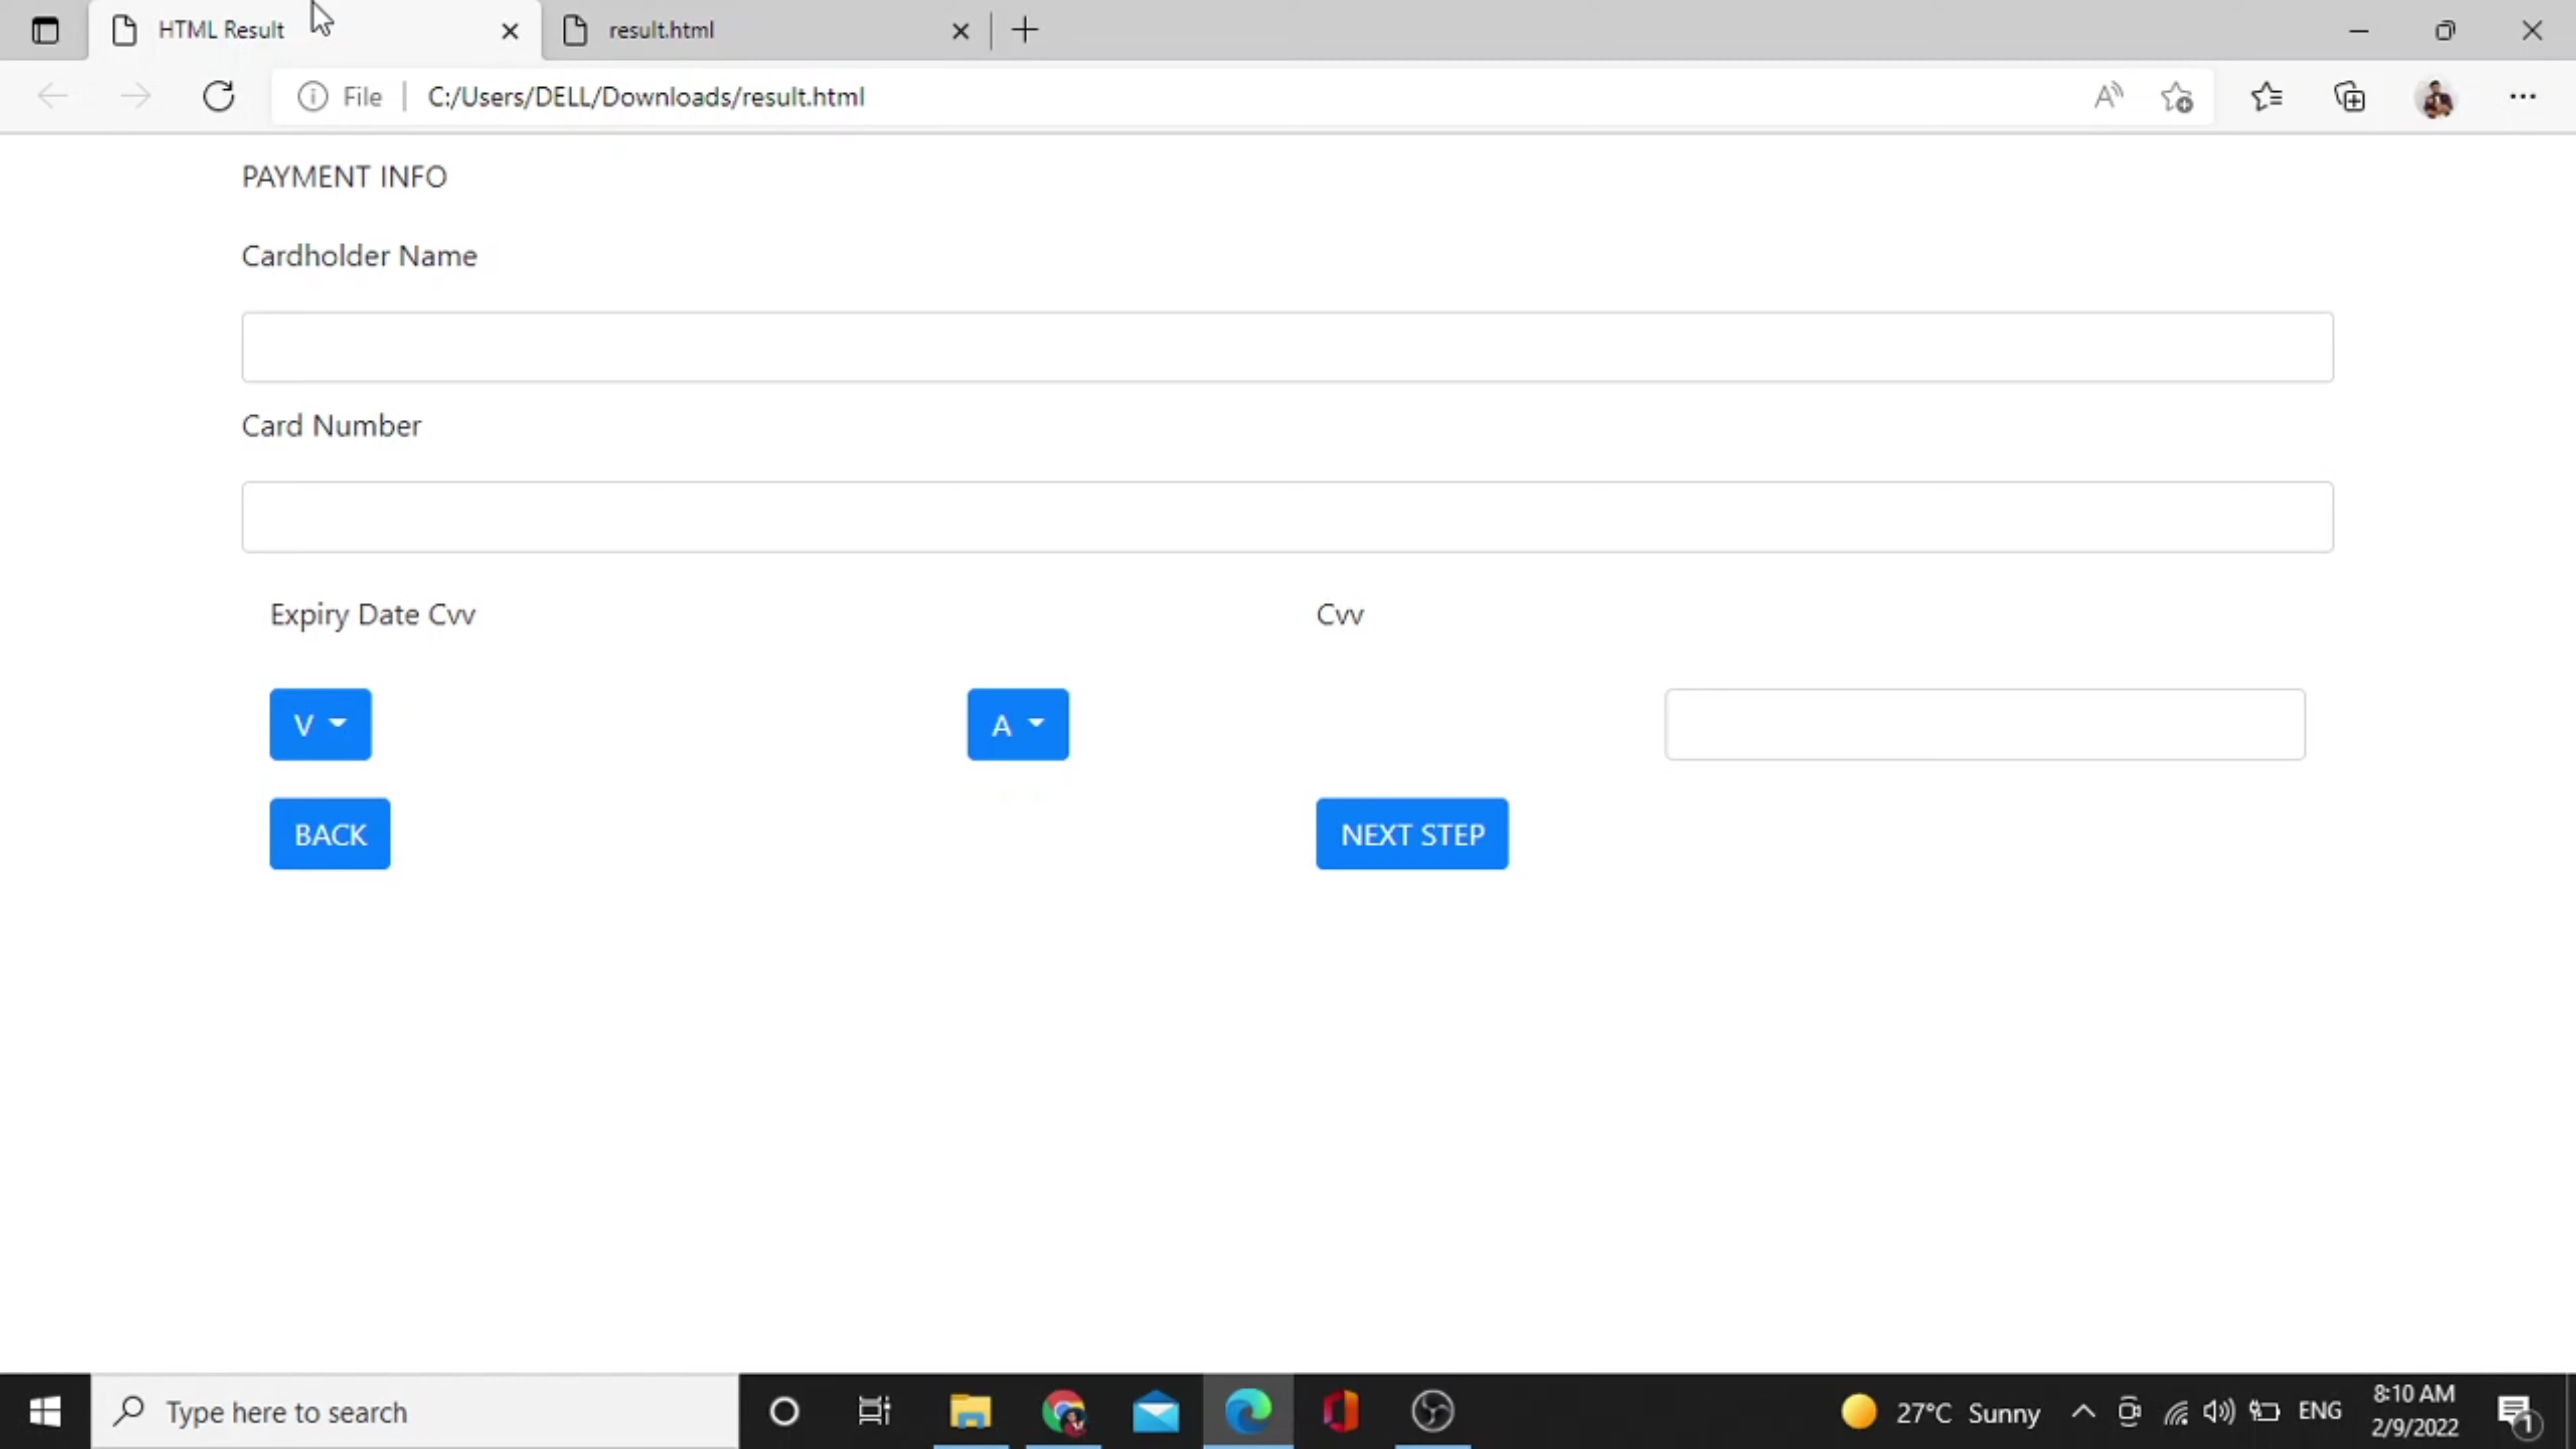 HTML Result
result.html
File
C:/Users/DELL/Downloads/result.html
PAYMENT INFO
Cardholder Name
Card Number
Expiry Date Cvv
Cvv
V
A
BACK
NEXT STEP
Type here to search
27°C Sunny
ENG
8:10 AM
2/9/2022
1